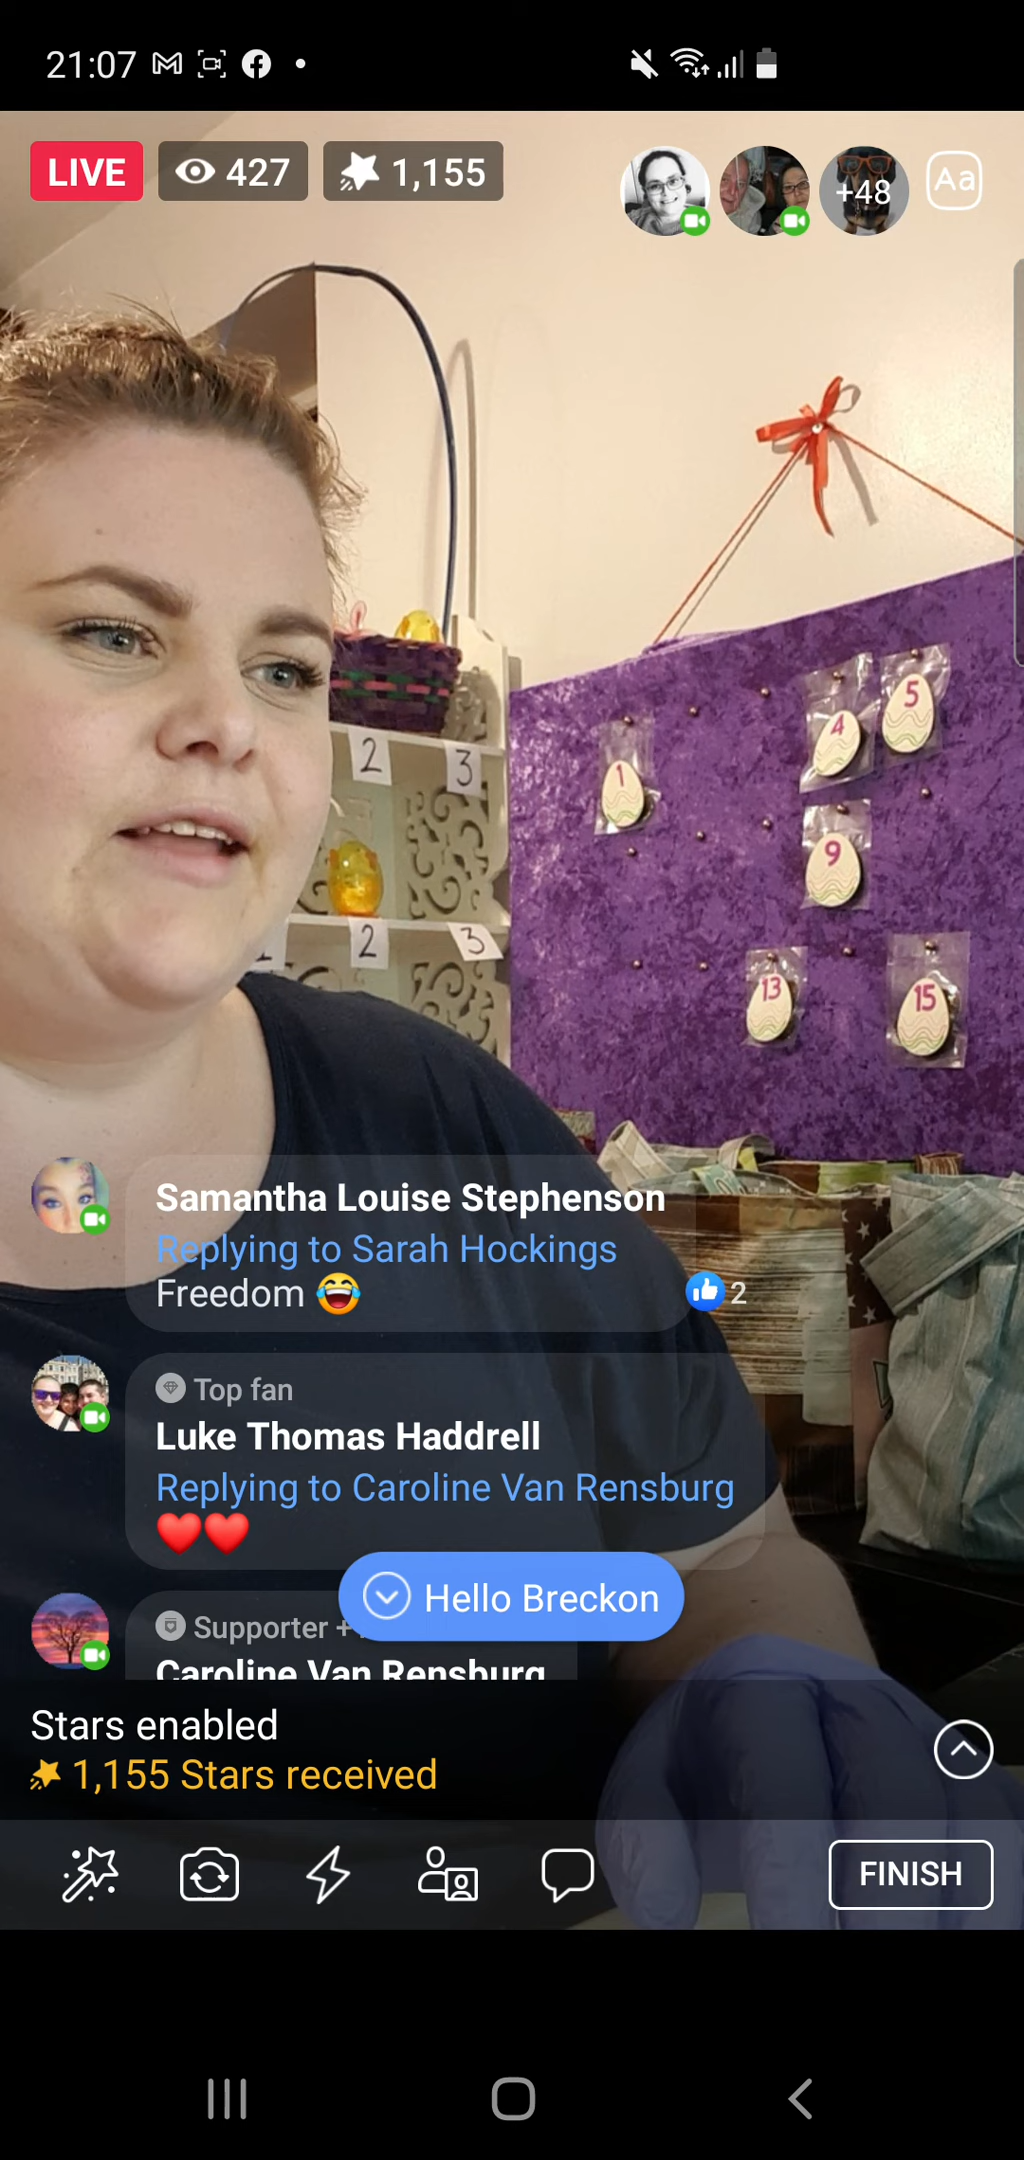 21:07
LIVE
427
1,155
+48
Aa
5
4
1
2
3
9
2
3
13
15
Samantha Louise Stephenson
Replying to Sarah Hockings
Freedom 😂
2
Top fan
Luke Thomas Haddrell
Replying to Caroline Van Rensburg
❤️❤️
Hello Breckon
Supporter +
Caroline Van Rensburg
Stars enabled
1,155 Stars received
FINISH